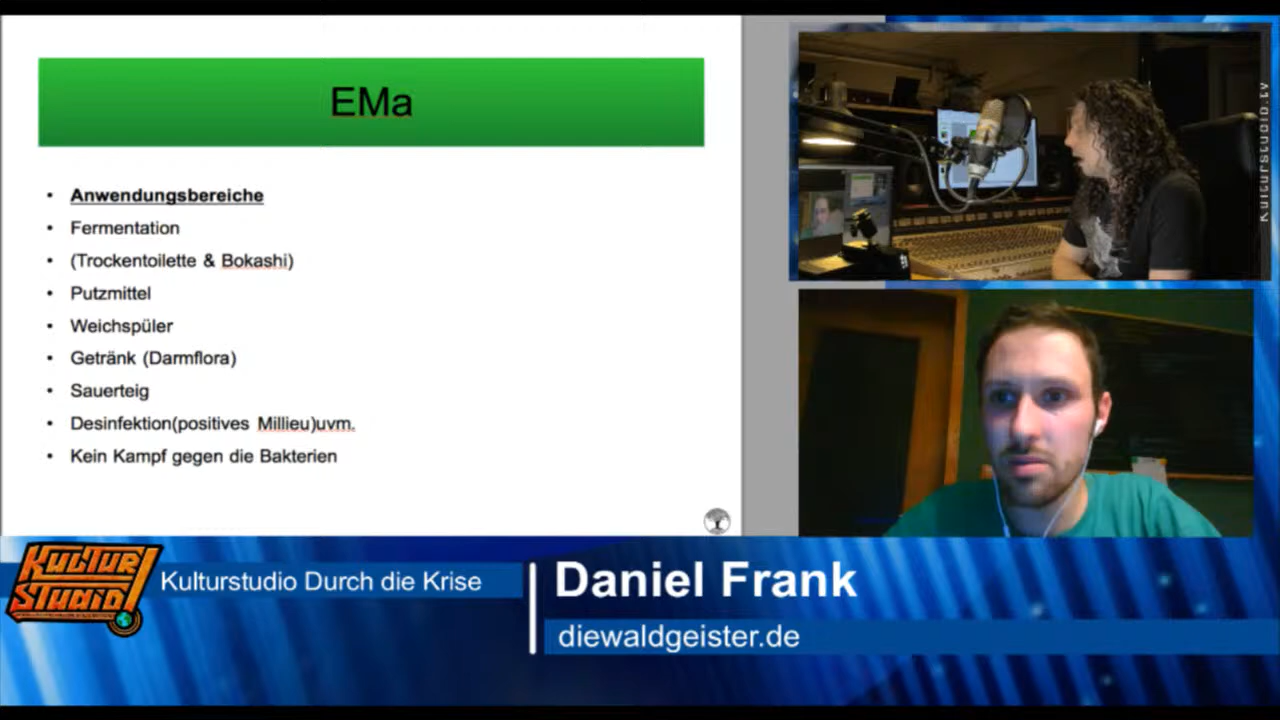 EMa
Anwendungsbereiche
Fermentation
(Trockentoilette & Bokashi)
Putzmittel
Weichspüler
Getränk (Darmflora)
Sauerteig
Desinfektion(positives Millieu)uvm.
Kein Kampf gegen die Bakterien
Kulturstudio.tv
KULTUR
STUDIO!
Kulturstudio Durch die Krise
Daniel Frank
diewaldgeister.de